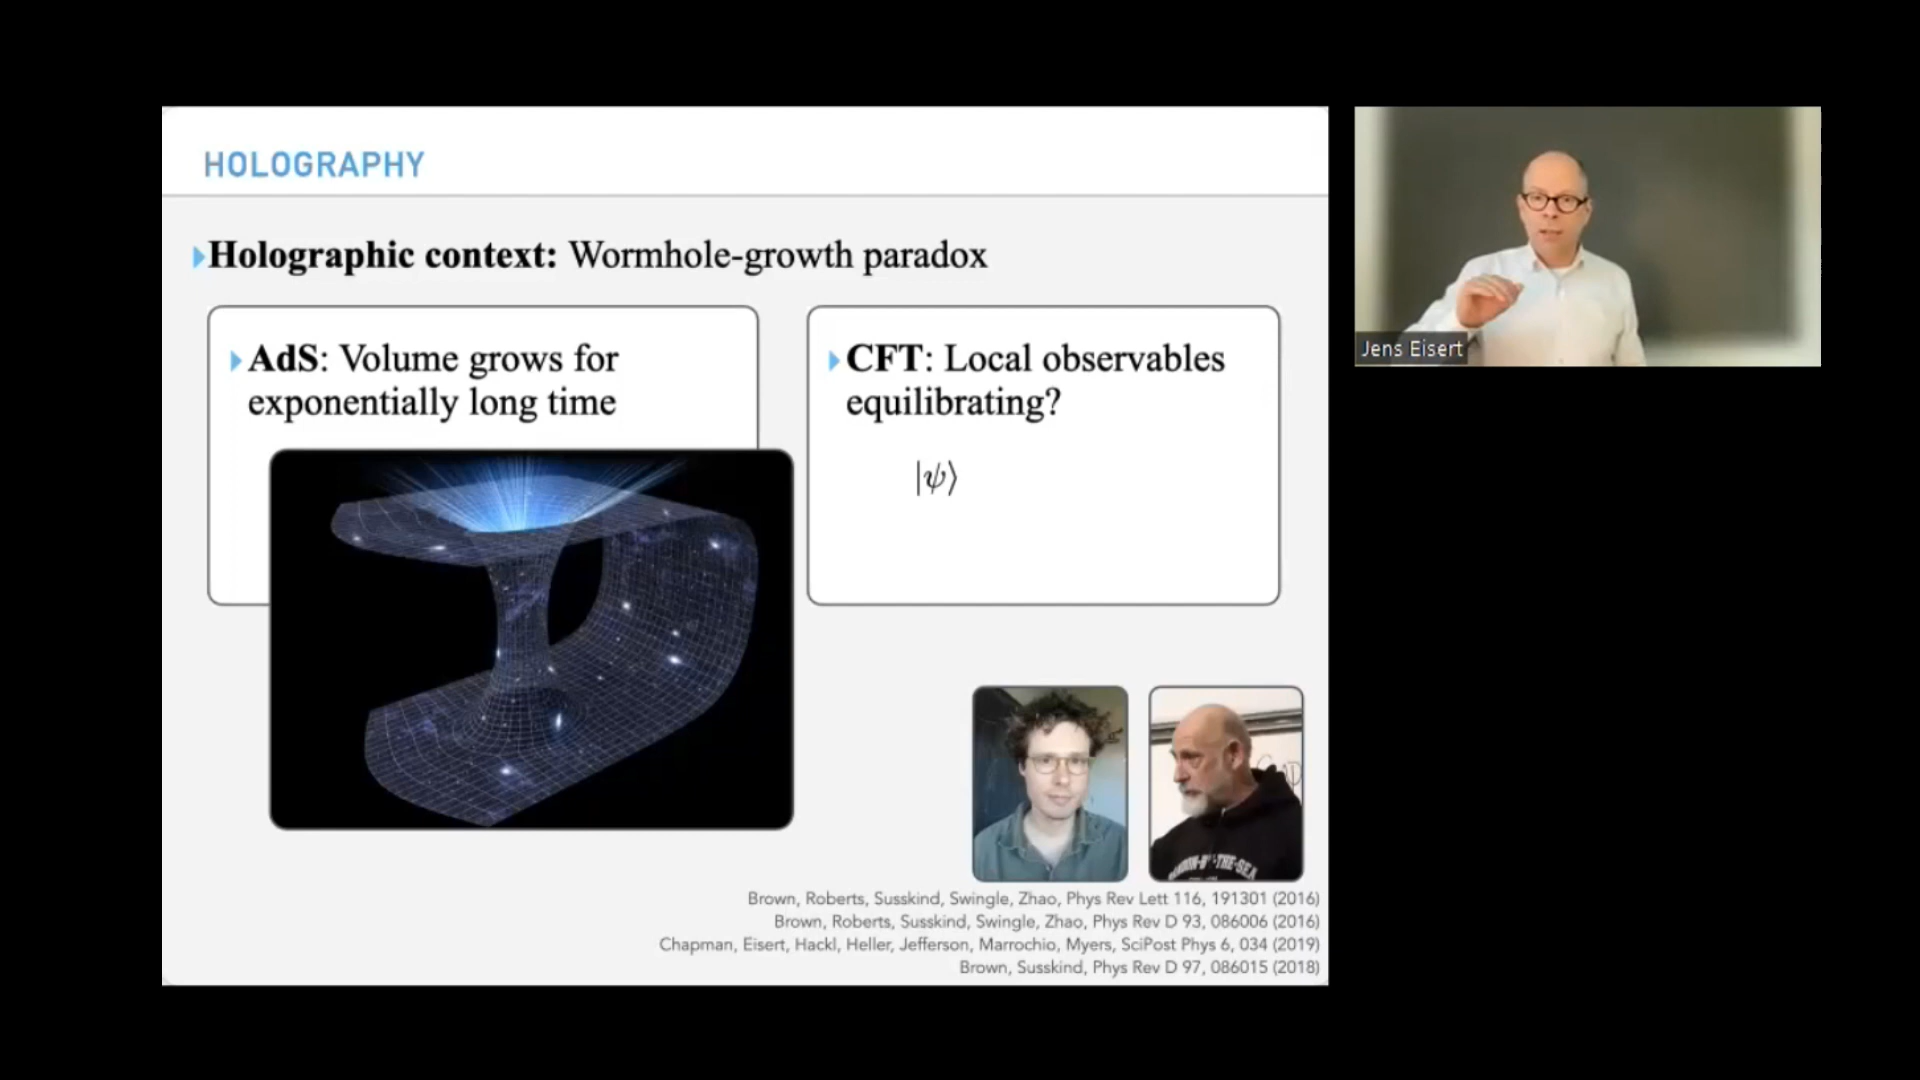 HOLOGRAPHY
Holographic context: Wormhole-growth paradox
AdS: Volume grows for
exponentially long time
CFT: Local observables
equilibrating?
|ψ⟩
Jens Eisert
Brown, Roberts, Susskind, Swingle, Zhao, Phys Rev Lett 116, 191301 (2016)
Brown, Roberts, Susskind, Swingle, Zhao, Phys Rev D 93, 086006 (2016)
Chapman, Eisert, Hackl, Heller, Jefferson, Marrochio, Myers, SciPost Phys 6, 034 (2019)
Brown, Susskind, Phys Rev D 97, 086015 (2018)